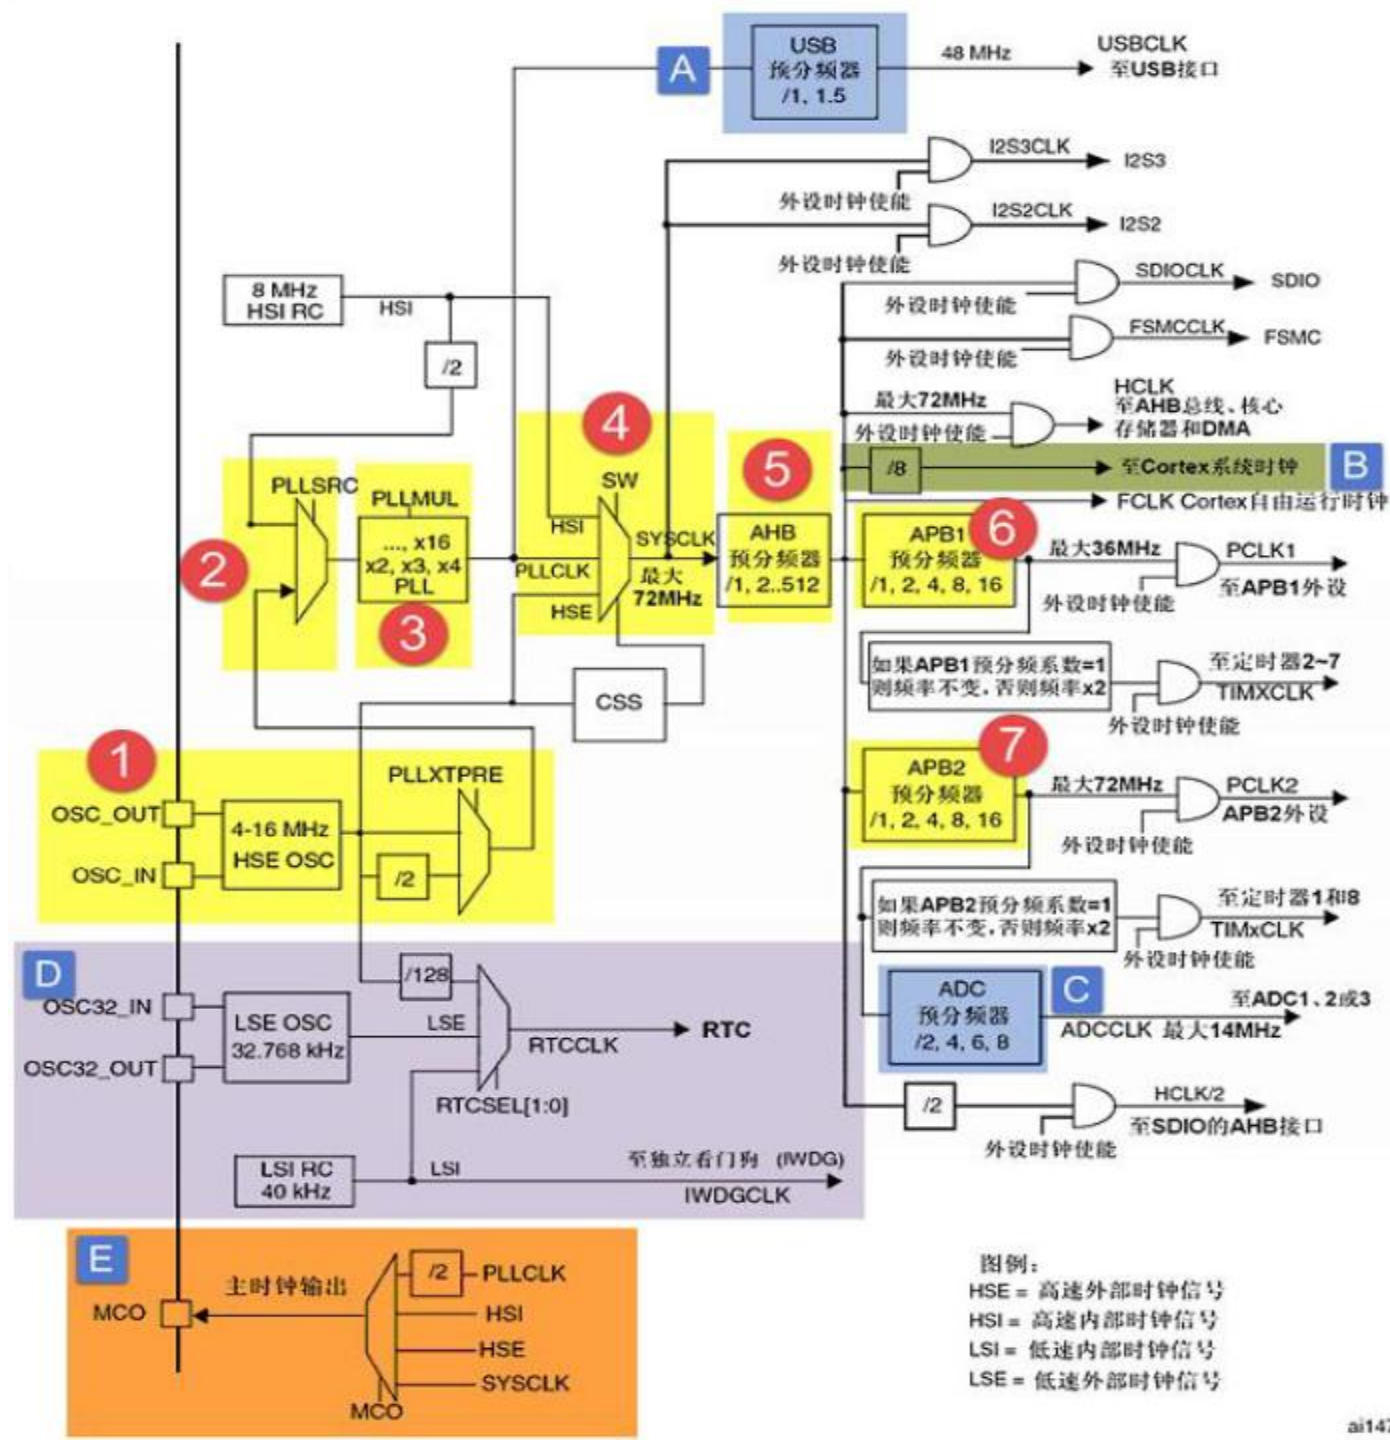 A
USB
预分频器
/1, 1.5
48 MHz
USBCLK
至USB接口
I2S3CLK
I2S3
外设时钟使能
I2S2CLK
I2S2
外设时钟使能
SDIOCLK
SDIO
外设时钟使能
FSMCCLK
FSMC
外设时钟使能
8 MHz
HSI RC
HSI
/2
最大72MHz
外设时钟使能
HCLK
至AHB总线、核心
存储器和DMA
/8
至Cortex系统时钟
B
FCLK Cortex自由运行时钟
2
PLLSRC
PLLMUL
..., x16
x2, x3, x4
PLL
3
4
SW
HSI
PLLCLK
HSE
SYSCLK
最大
72MHz
CSS
5
AHB
预分频器
/1, 2..512
6
APB1
预分频器
/1, 2, 4, 8, 16
最大36MHz
外设时钟使能
PCLK1
至APB1外设
如果APB1预分频系数=1
则频率不变,否则频率x2
至定时器2~7
TIMXCLK
外设时钟使能
7
APB2
预分频器
/1, 2, 4, 8, 16
最大72MHz
外设时钟使能
PCLK2
APB2外设
如果APB2预分频系数=1
则频率不变,否则频率x2
至定时器1和8
TIMxCLK
外设时钟使能
C
ADC
预分频器
/2, 4, 6, 8
至ADC1、2或3
ADCCLK 最大14MHz
/2
HCLK/2
至SDIO的AHB接口
外设时钟使能
1
OSC_OUT
OSC_IN
4-16 MHz
HSE OSC
PLLXTPRE
/2
D
OSC32_IN
OSC32_OUT
LSE OSC
32.768 kHz
/128
LSE
RTCCLK
RTC
RTCSEL[1:0]
LSI RC
40 kHz
LSI
至独立看门狗 (IWDG)
IWDGCLK
E
MCO
主时钟输出
/2
PLLCLK
HSI
HSE
SYSCLK
MCO
图例：
HSE = 高速外部时钟信号
HSI = 高速内部时钟信号
LSI = 低速内部时钟信号
LSE = 低速外部时钟信号
ai147